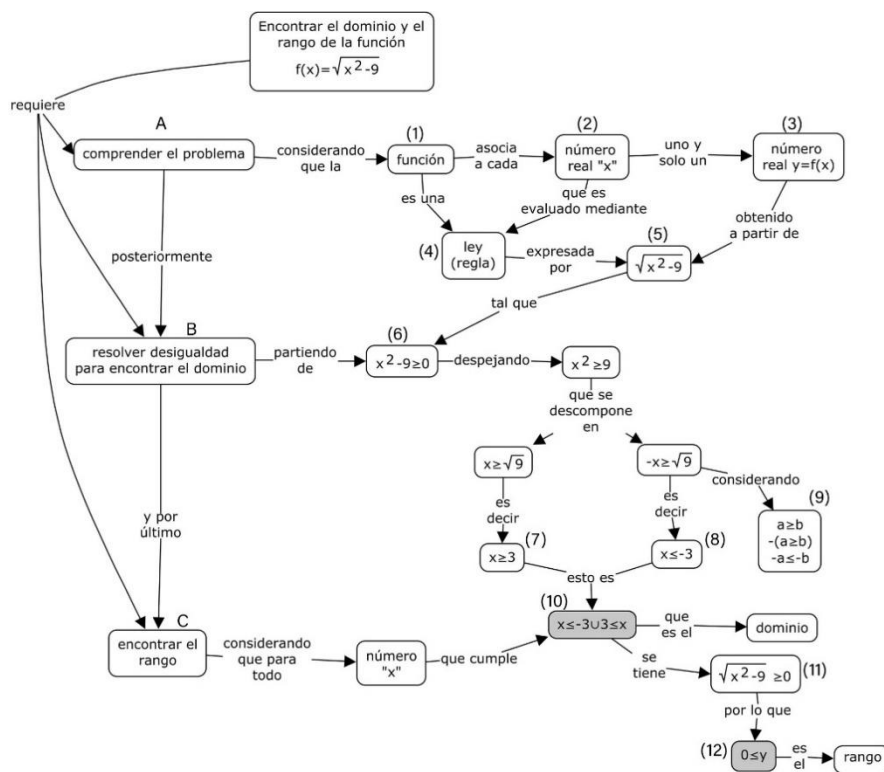 Encontrar el dominio y el
rango de la función
f(x)=√x²-9
requiere
A
comprender el problema
considerando
que la
(1)
función
asocia
a cada
(2)
número
real "x"
uno y
solo un
(3)
número
real y=f(x)
es una
que es
evaluado mediante
obtenido
a partir de
(4)
ley
(regla)
expresada
por
(5)
√x²-9
posteriormente
tal que
B
resolver desigualdad
para encontrar el dominio
partiendo
de
(6)
x²-9≥0
despejando
x²≥9
que se
descompone
en
x≥√9
-x≥√9
considerando
(9)
a≥b
-(a≥b)
-a≤-b
es
decir
es
decir
(7)
x≥3
(8)
x≤-3
y por
último
esto es
(10)
x≤-3∪3≤x
que
es el
dominio
C
encontrar el
rango
considerando
que para
todo
número
"x"
que cumple
se
tiene
(11)
√x²-9 ≥0
por lo que
(12)
0≤y
es
el
rango